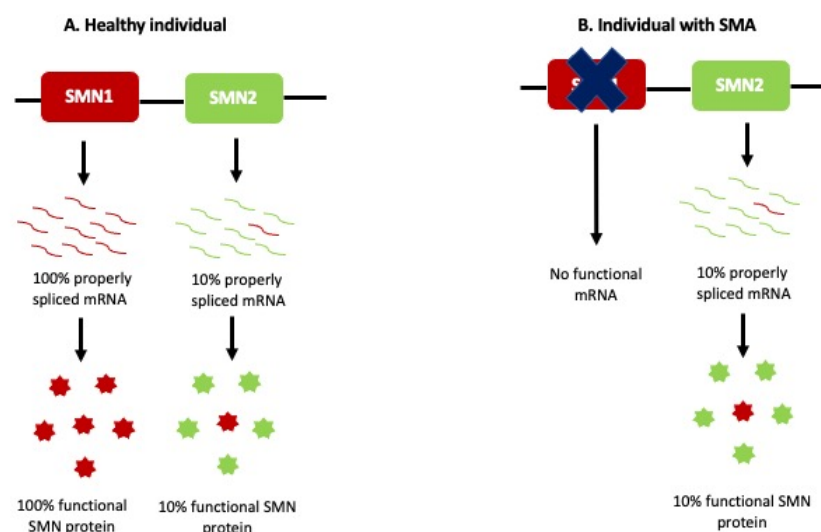 A. Healthy individual
SMN1
SMN2
100% properly
spliced mRNA
10% properly
spliced mRNA
100% functional
SMN protein
10% functional SMN
protein
B. Individual with SMA
SMN2
No functional
mRNA
10% properly
spliced mRNA
10% functional SMN
protein